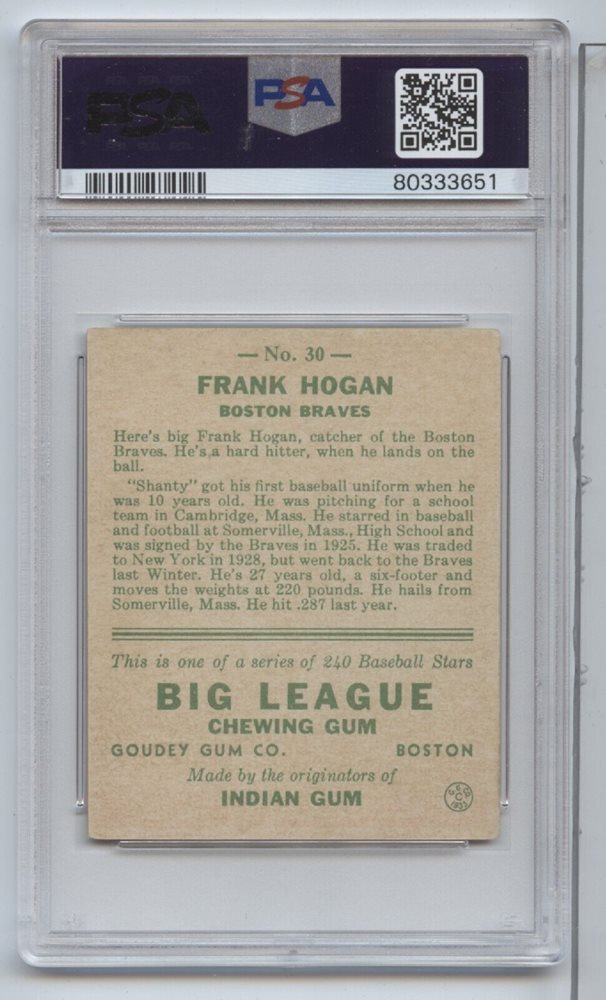 PSA PSA
80333651
— No. 30 —
FRANK HOGAN
BOSTON BRAVES
Here's big Frank Hogan, catcher of the Boston
Braves. He's a hard hitter, when he lands on the
ball.
"Shanty" got his first baseball uniform when he
was 10 years old. He was pitching for a school
team in Cambridge, Mass. He starred in baseball
and football at Somerville, Mass., High School and
was signed by the Braves in 1925. He was traded
to New York in 1928, but went back to the Braves
last Winter. He's 27 years old, a six-footer and
moves the weights at 220 pounds. He hails from
Somerville, Mass. He hit .287 last year.
This is one of a series of 240 Baseball Stars
BIG LEAGUE
CHEWING GUM
GOUDEY GUM CO. BOSTON
Made by the originators of
INDIAN GUM
G. G. CO.
C
1933